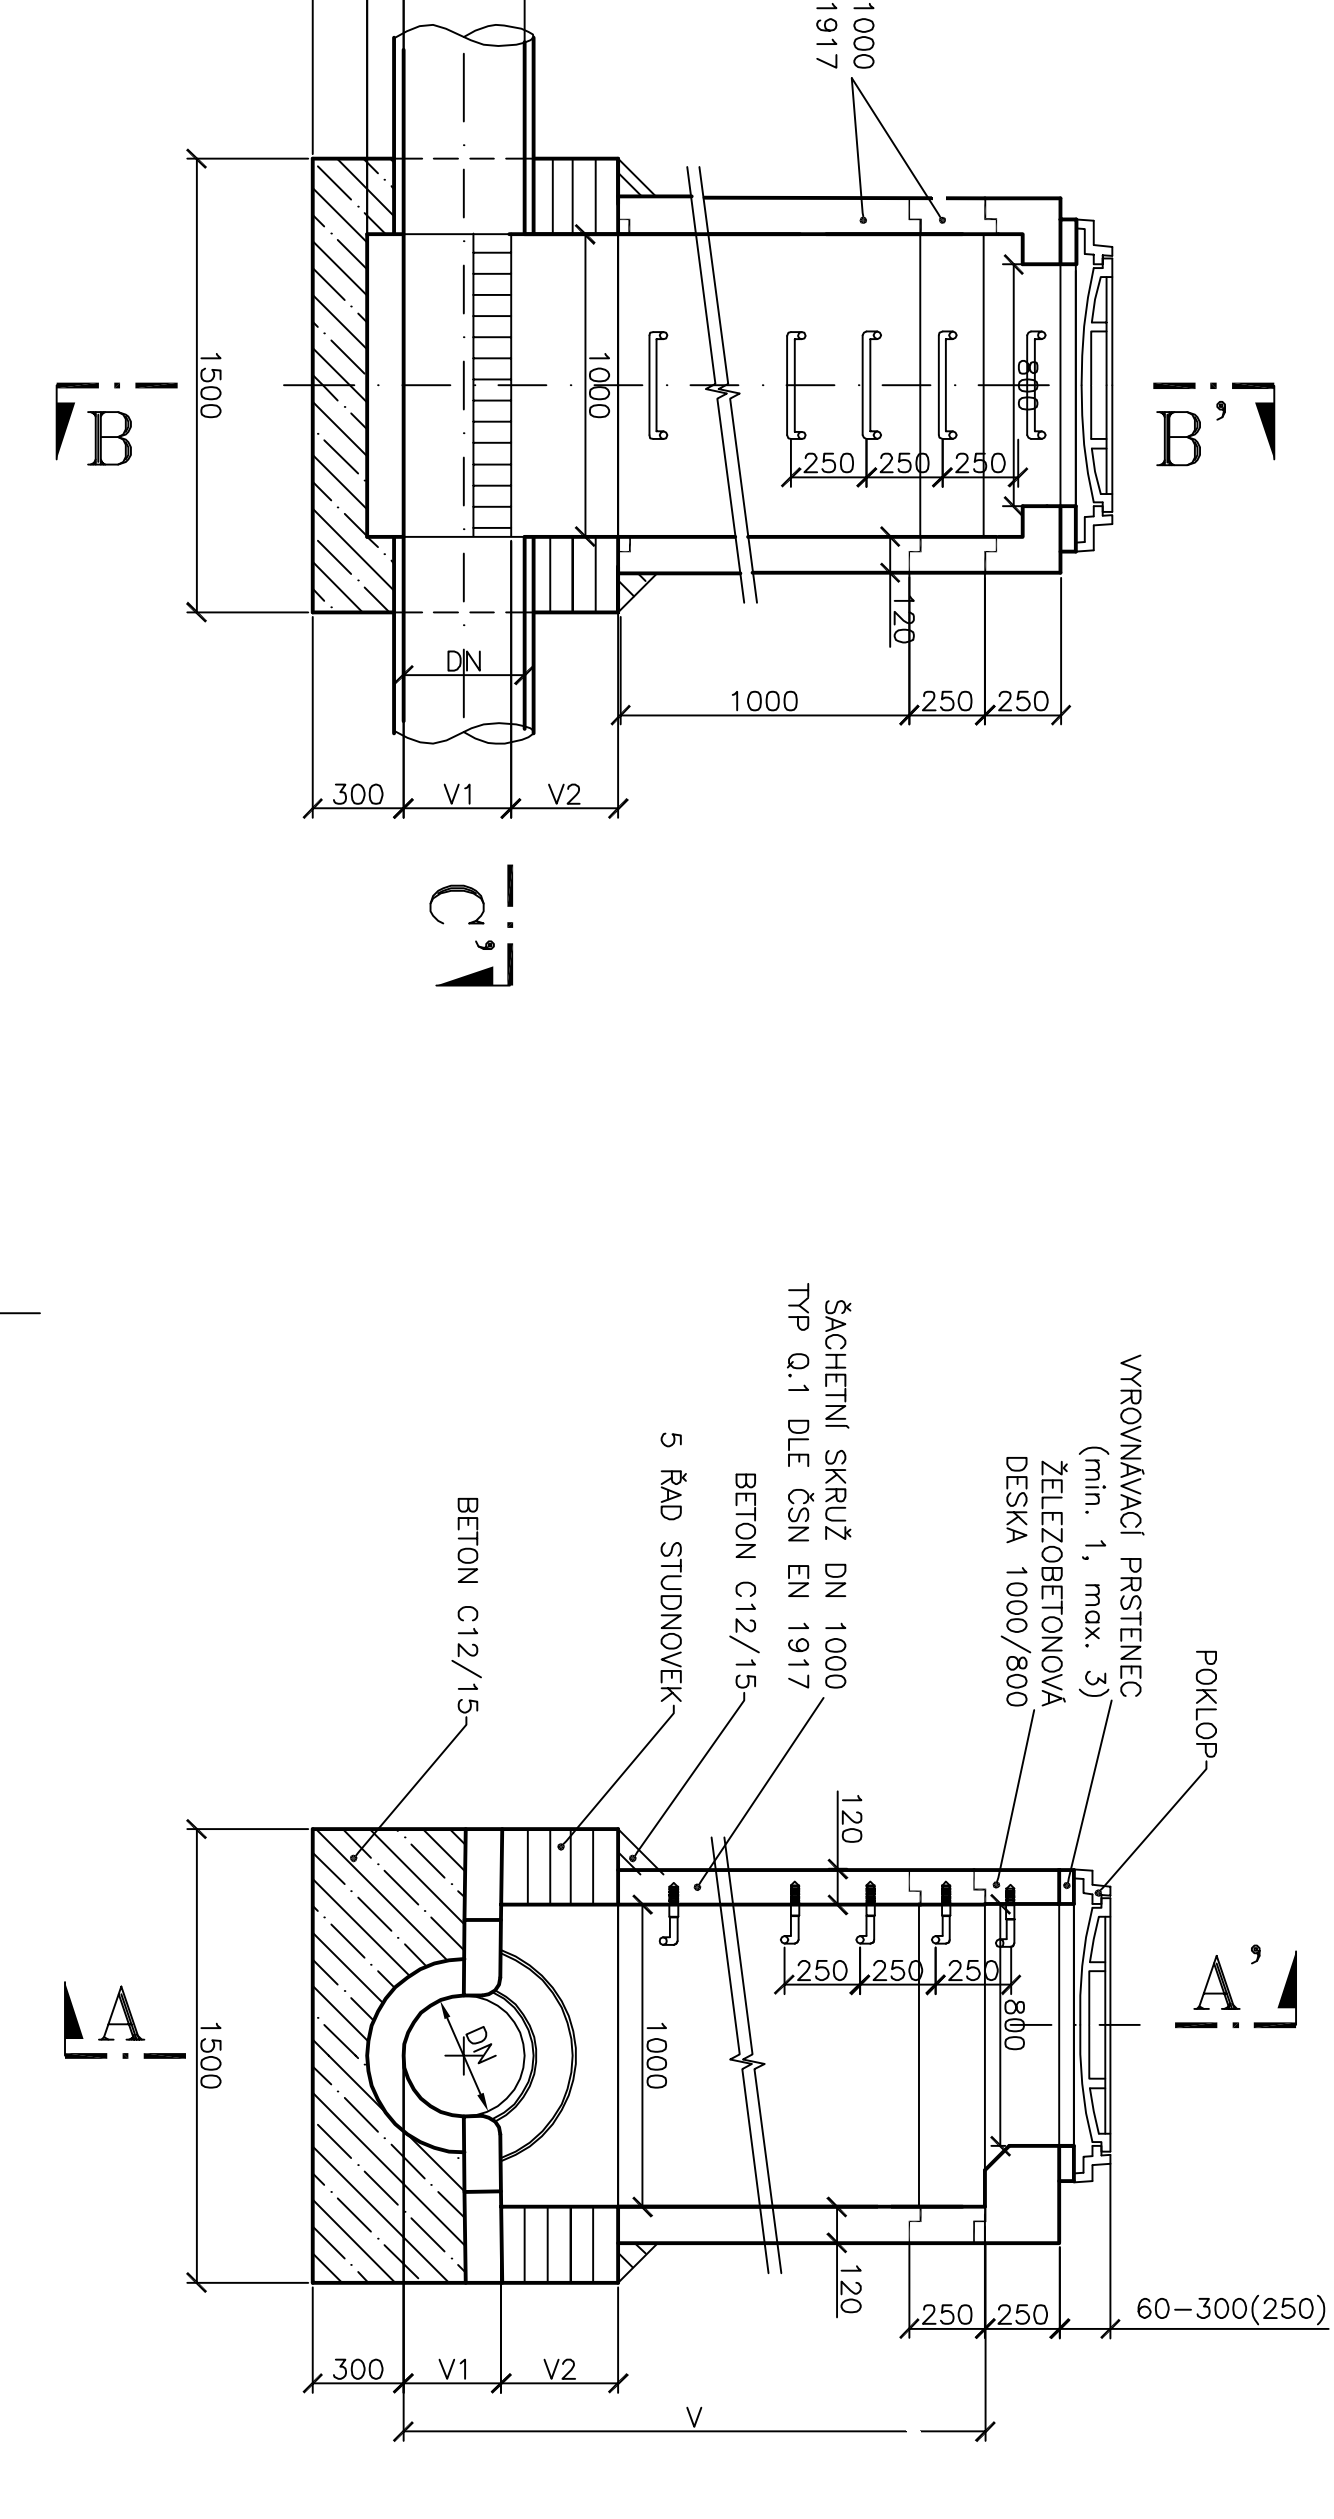 1000
1917
1500
1000
800
250
250
250
120
DN
1000
250
250
300
V1
V2
B
B'
C'
POKLOP
VYROVNÁVACÍ PRSTENEC
(min. 1, max. 3)
ŽELEZOBETONOVÁ
DESKA 1000/800
ŠACHETNÍ SKRUŽ DN 1000
TYP Q.1 DLE ČSN EN 1917
BETON C12/15
5 ŘAD STUDNOVEK
BETON C12/15
120
250
250
250
800
1000
1500
DN
A
A'
120
250
250
60-300(250)
300
V1
V2
V